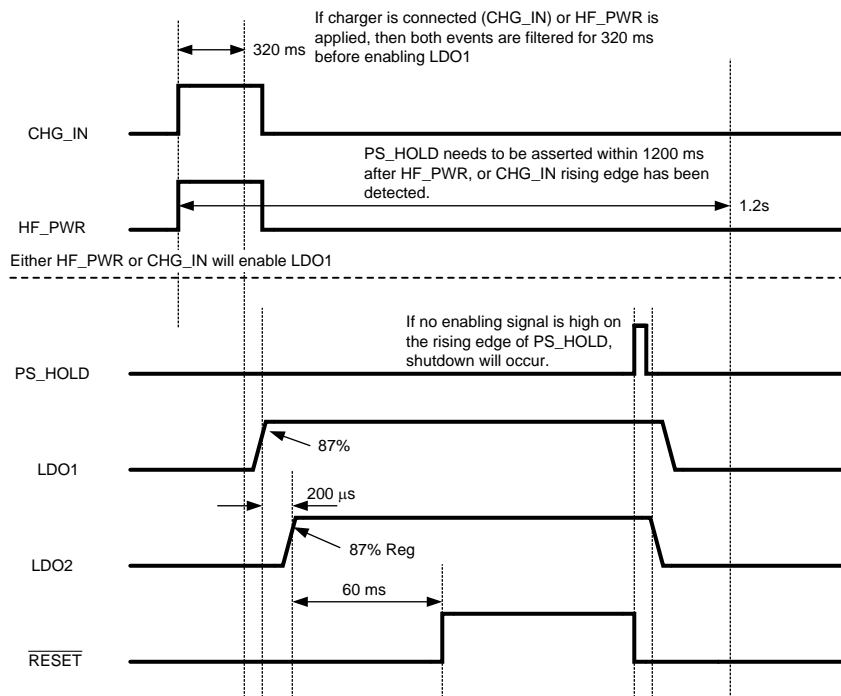 If charger is connected (CHG_IN) or HF_PWR is
applied, then both events are filtered for 320 ms
before enabling LDO1
320 ms
CHG_IN
PS_HOLD needs to be asserted within 1200 ms
after HF_PWR, or CHG_IN rising edge has been
detected.
1.2s
HF_PWR
Either HF_PWR or CHG_IN will enable LDO1
If no enabling signal is high on
the rising edge of PS_HOLD,
shutdown will occur.
PS_HOLD
87%
LDO1
200 μs
87% Reg
LDO2
60 ms
RESET